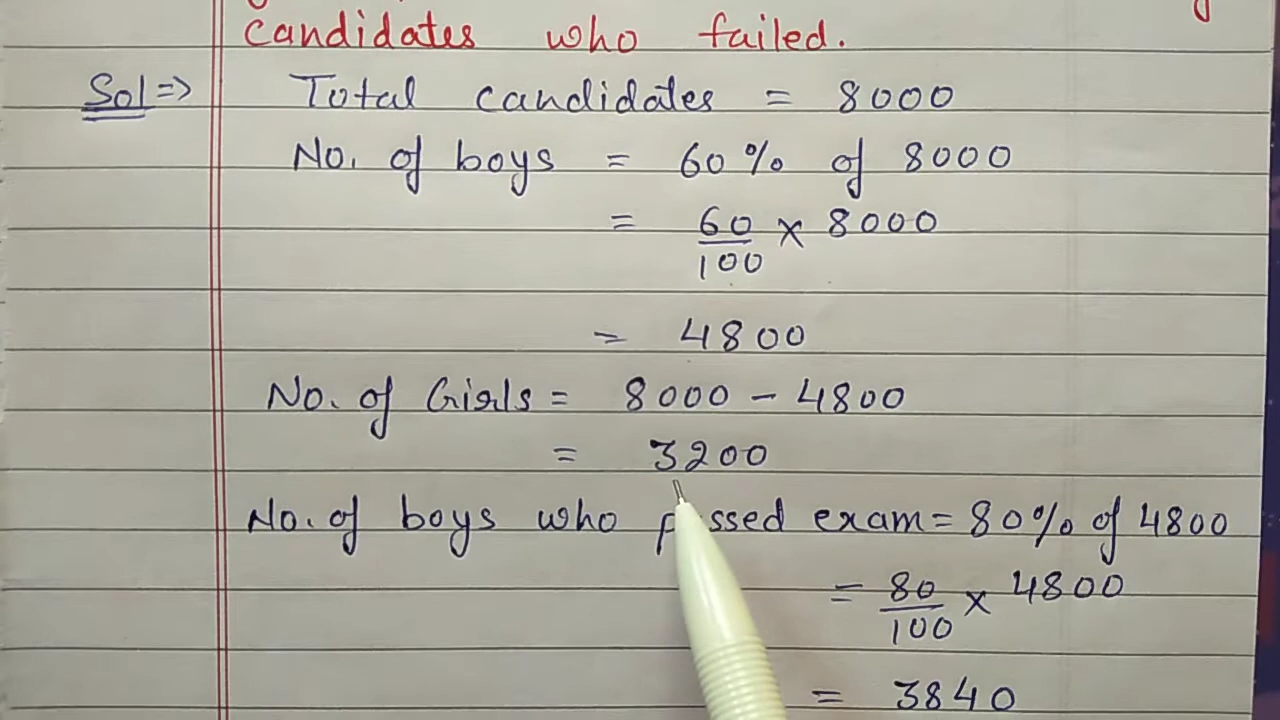 candidates who failed.
Sol => Total candidates = 8000
No. of boys = 60% of 8000
= 60/100 × 8000
= 4800
No. of Girls = 8000 - 4800
= 3200
No. of boys who passed exam = 80% of 4800
= 80/100 × 4800
= 3840